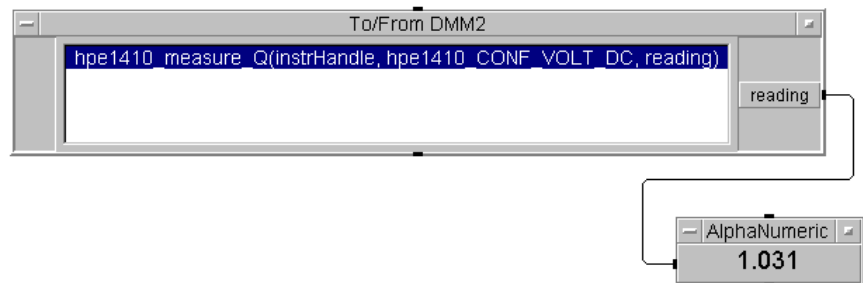 To/From DMM2
hpe1410_measure_Q(instrHandle, hpe1410_CONF_VOLT_DC, reading)
reading
AlphaNumeric
1.031